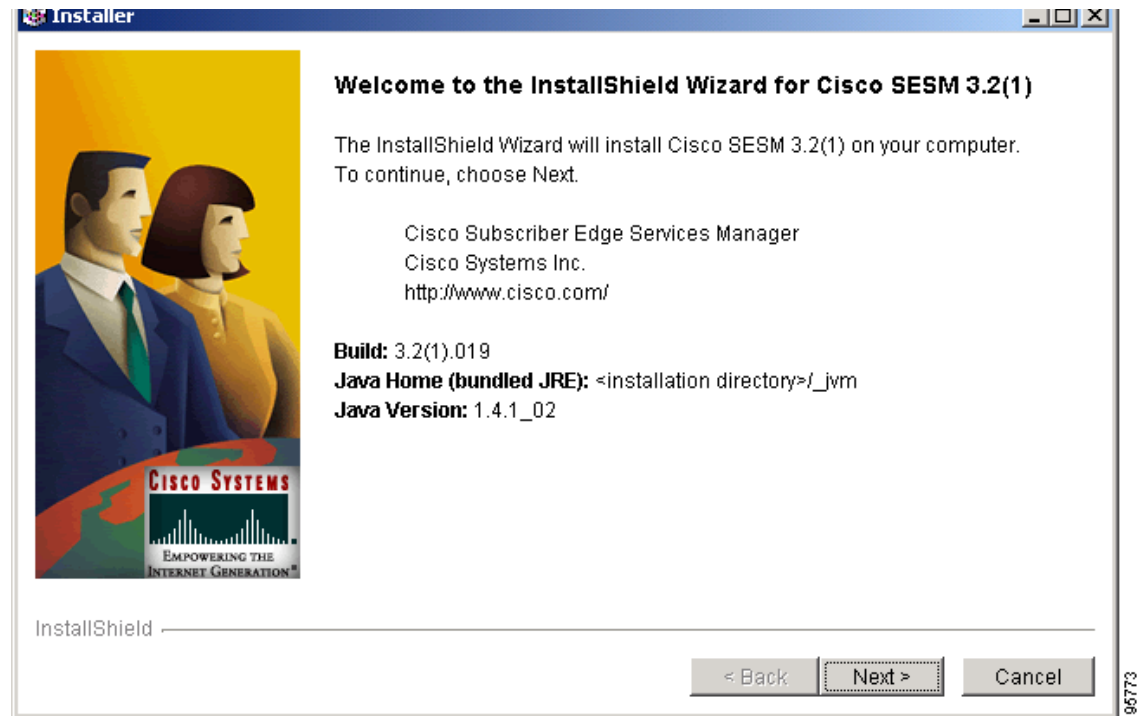 Installer
Welcome to the InstallShield Wizard for Cisco SESM 3.2(1)
The InstallShield Wizard will install Cisco SESM 3.2(1) on your computer.
To continue, choose Next.
Cisco Subscriber Edge Services Manager
Cisco Systems Inc.
http://www.cisco.com/
Build: 3.2(1).019
Java Home (bundled JRE): <installation directory>/_jvm
Java Version: 1.4.1_02
CISCO SYSTEMS
EMPOWERING THE
INTERNET GENERATION
InstallShield
< Back
Next >
Cancel
95773